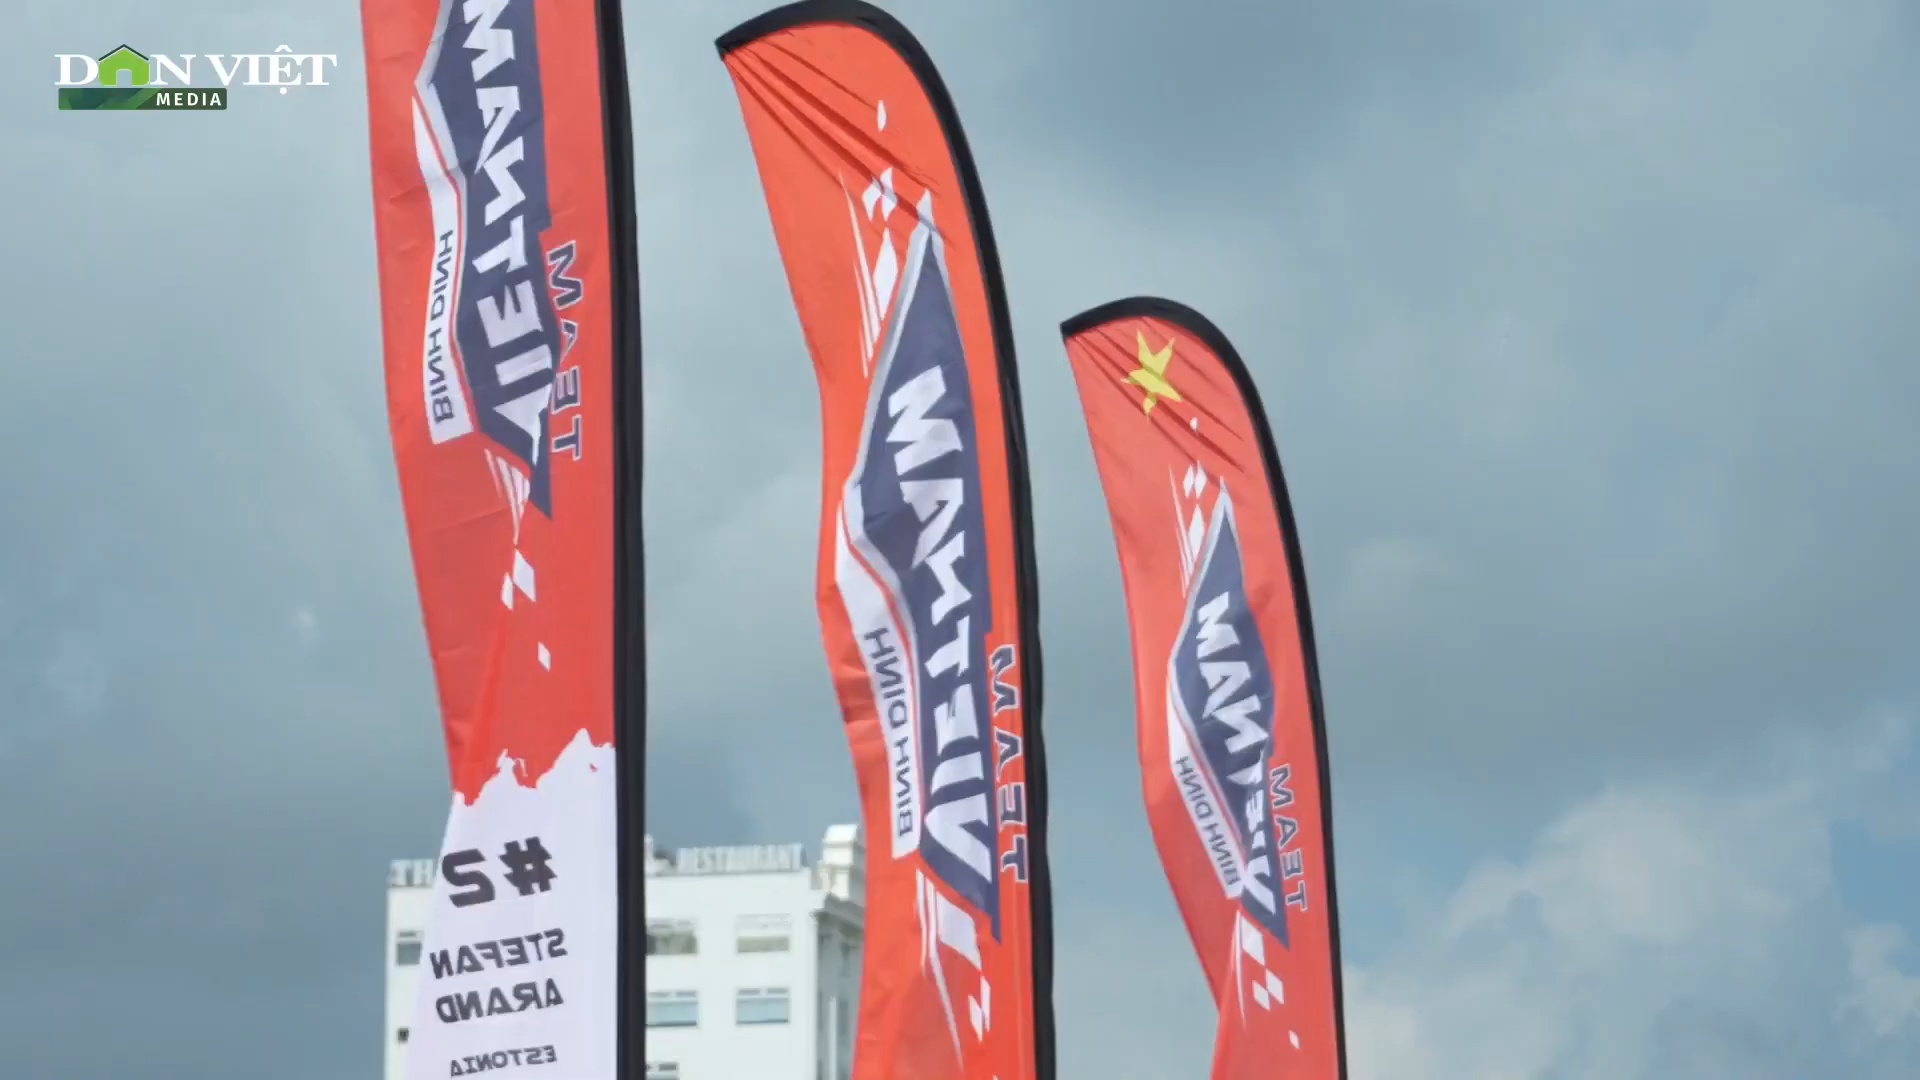 DÂN VIỆT
MEDIA
VIETNAM
BINH DINH
TEAM
#2
STEFAN
ARAND
ESTONIA
VIETNAM
BINH DINH
TEAM
VIETNAM
BINH DINH
TEAM
TH
RESTAURANT